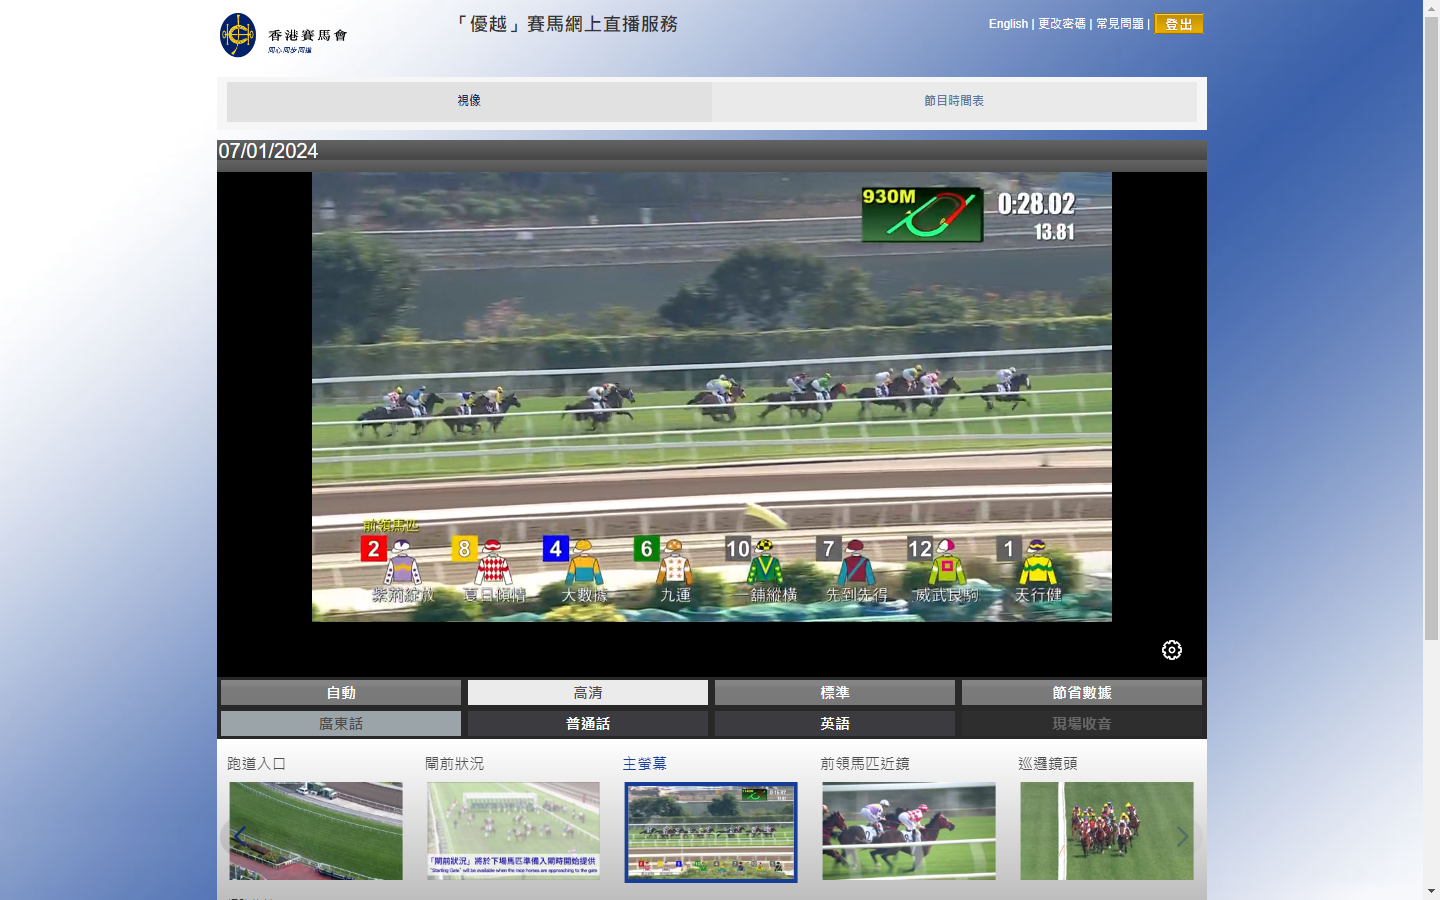 香港賽馬會
同心同步同進
「優越」賽馬網上直播服務
English | 更改密碼 | 常見問題 | 登出
視像
節目時間表
07/01/2024
930M
0:28.02
13.81
前領馬匹
2 8 4 6 10 7 12 1
紫荊綻放 夏日傾情 大數據 九運 一舖縱橫 先到先得 威武良駒 天行健
自動 高清 標準 節省數據
廣東話 普通話 英語 現場收音
跑道入口 閘前狀況 主螢幕 前領馬匹近鏡 巡邏鏡頭
「閘前狀況」將於下場馬匹準備入閘時開始提供
"Starting Gate" will be available when the race horses are approaching to the gate